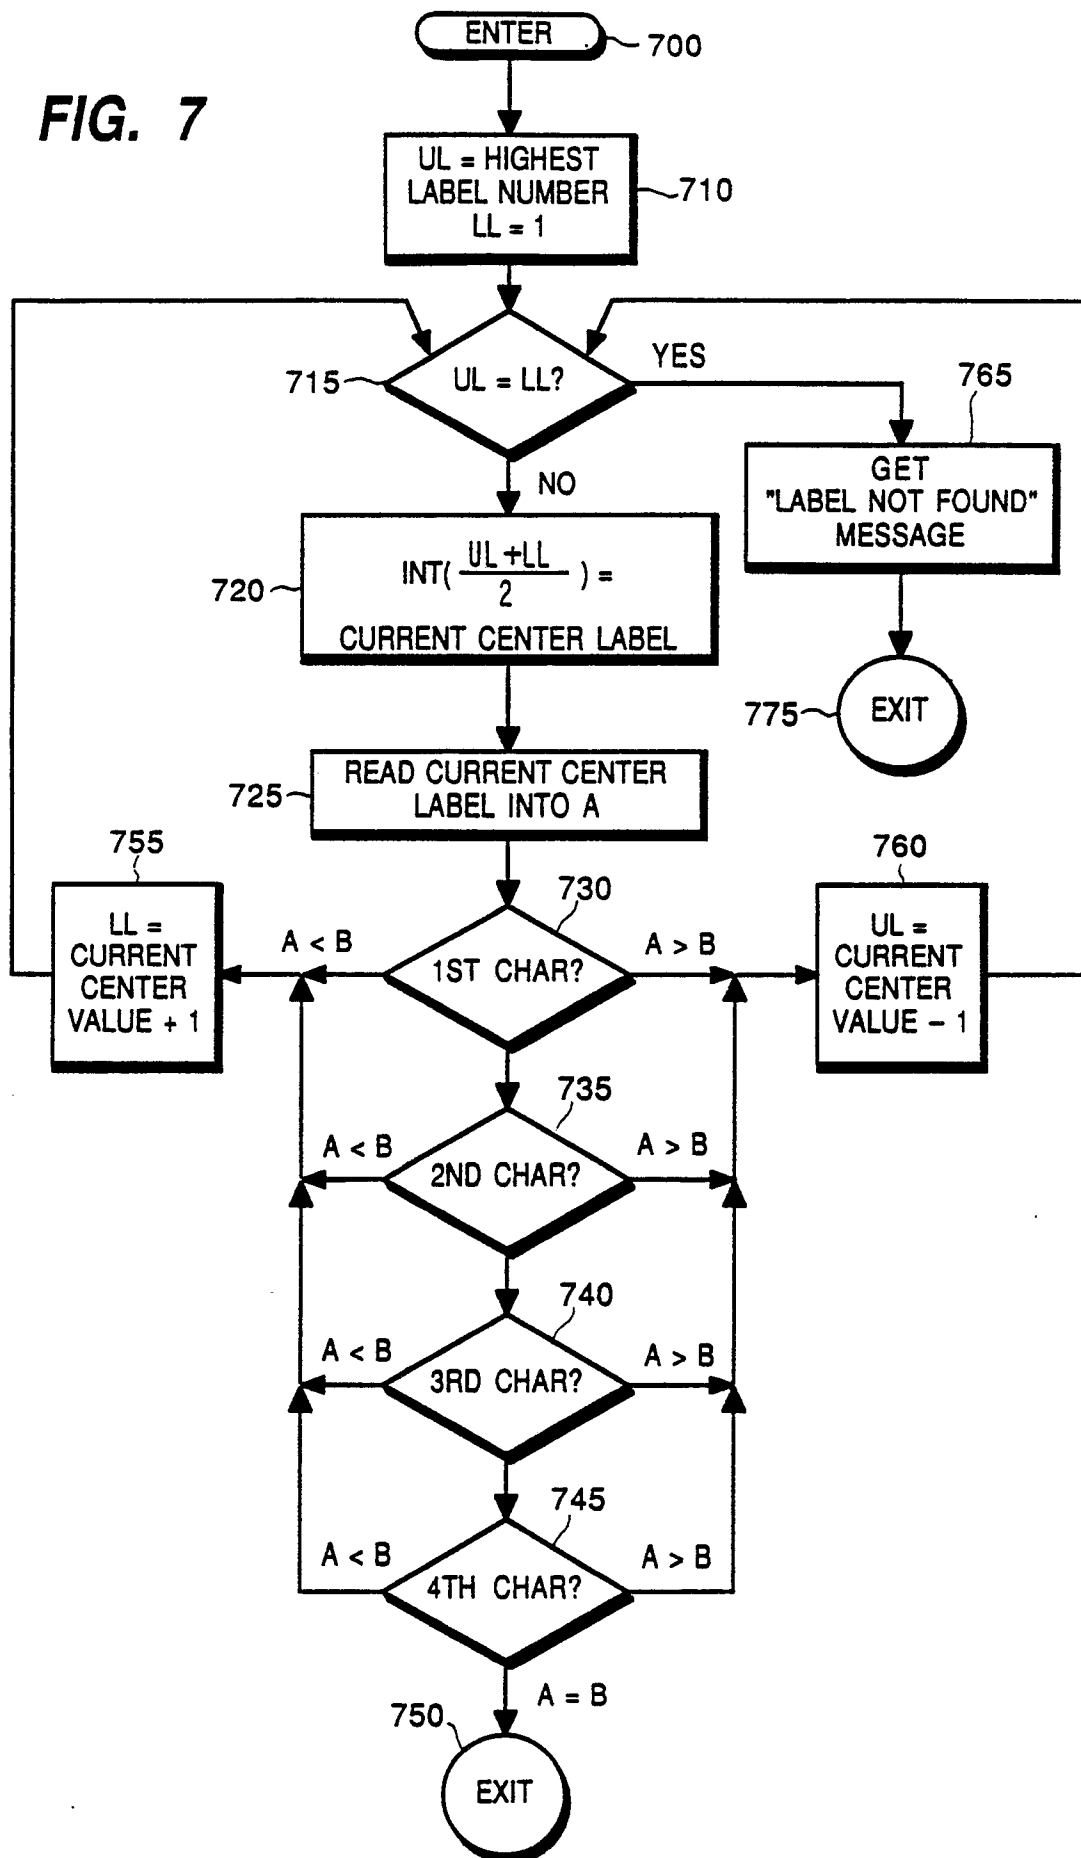 ENTER
700
FIG. 7
UL = HIGHEST
LABEL NUMBER
LL = 1
710
715
UL = LL?
YES
NO
765
GET
"LABEL NOT FOUND"
MESSAGE
720
INT( UL+LL / 2 ) =
CURRENT CENTER LABEL
775
EXIT
725
READ CURRENT CENTER
LABEL INTO A
755
LL =
CURRENT
CENTER
VALUE + 1
730
A < B
1ST CHAR?
A > B
760
UL =
CURRENT
CENTER
VALUE – 1
735
A < B
2ND CHAR?
A > B
740
A < B
3RD CHAR?
A > B
745
A < B
4TH CHAR?
A > B
A = B
750
EXIT